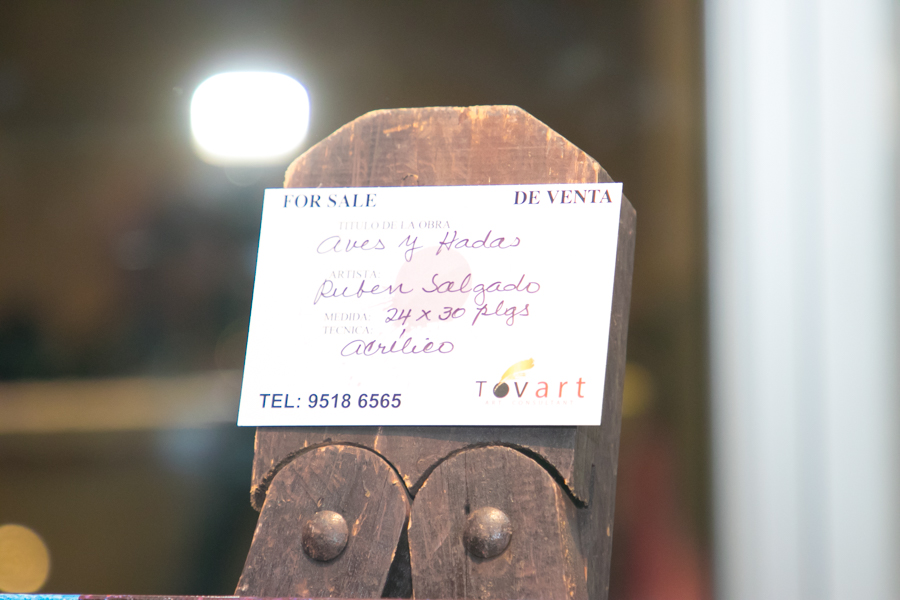 FOR SALE DE VENTA
TITULO DE LA OBRA
Aves y Hadas
ARTISTA:
Ruben Salgado
MEDIDA: 24 x 30 plgs
TECNICA:
acrílico
TEL: 9518 6565
Tovart